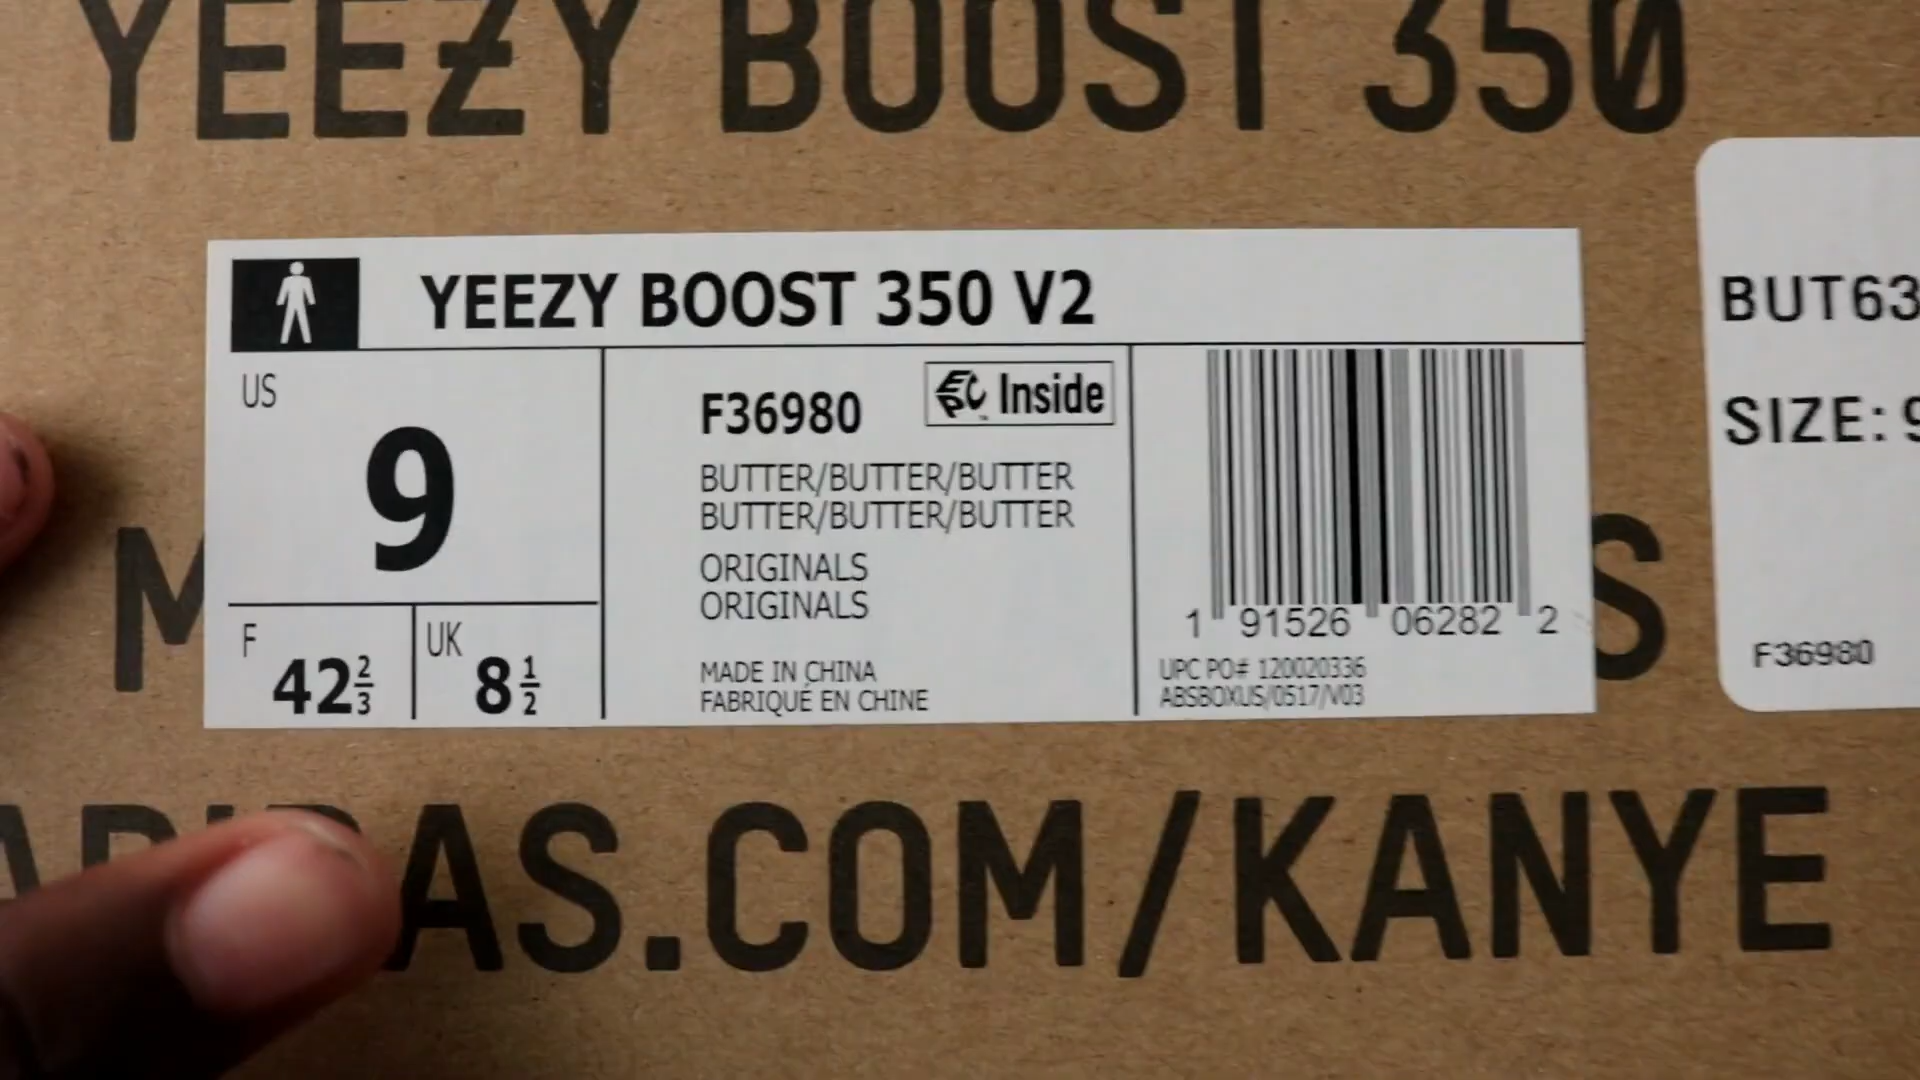 YEEZY BOOST 350
YEEZY BOOST 350 V2
US
9
F
42 2/3
UK
8 1/2
F36980
EPC Inside
BUTTER/BUTTER/BUTTER
BUTTER/BUTTER/BUTTER
ORIGINALS
ORIGINALS
MADE IN CHINA
FABRIQUÉ EN CHINE
1 91526 06282 2
UPC PO# 120020336
ABSBOXUS/0517/V03
BUT63
SIZE: 9
F36980
M
S
ADIDAS.COM/KANYE